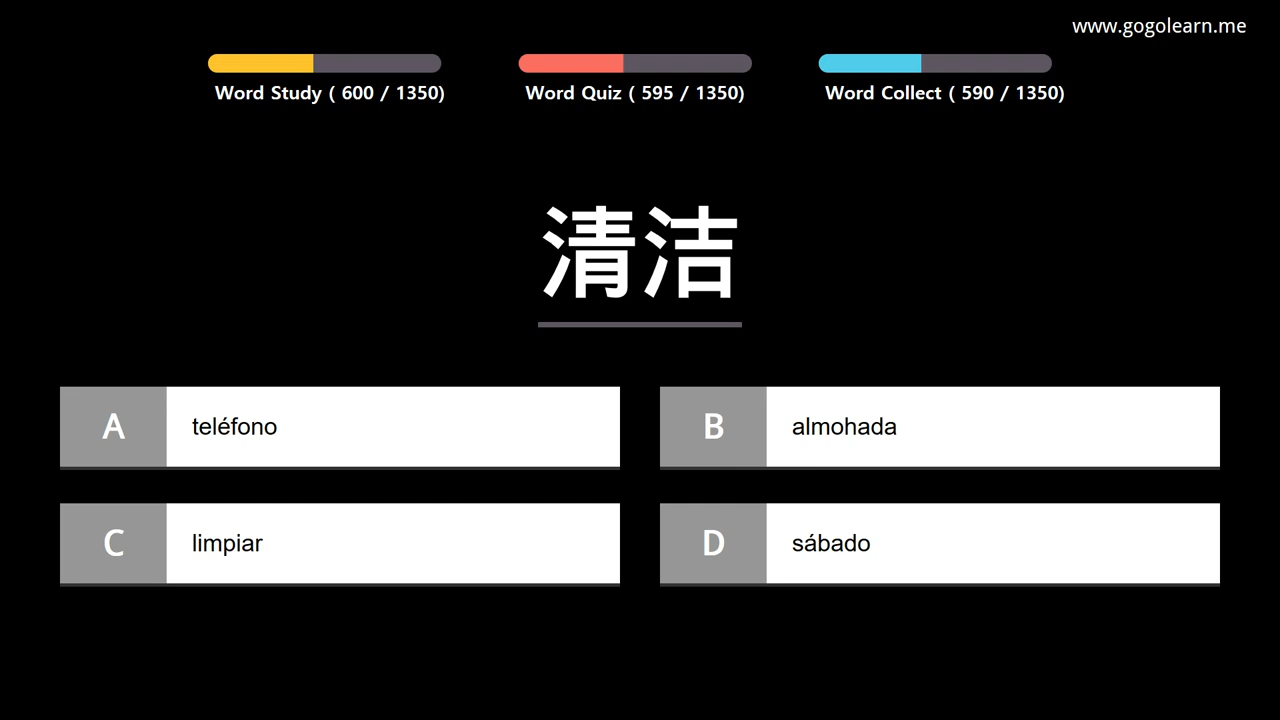 www.gogolearn.me
Word Study ( 600 / 1350)
Word Quiz ( 595 / 1350)
Word Collect ( 590 / 1350)
清洁
A teléfono
B almohada
C limpiar
D sábado